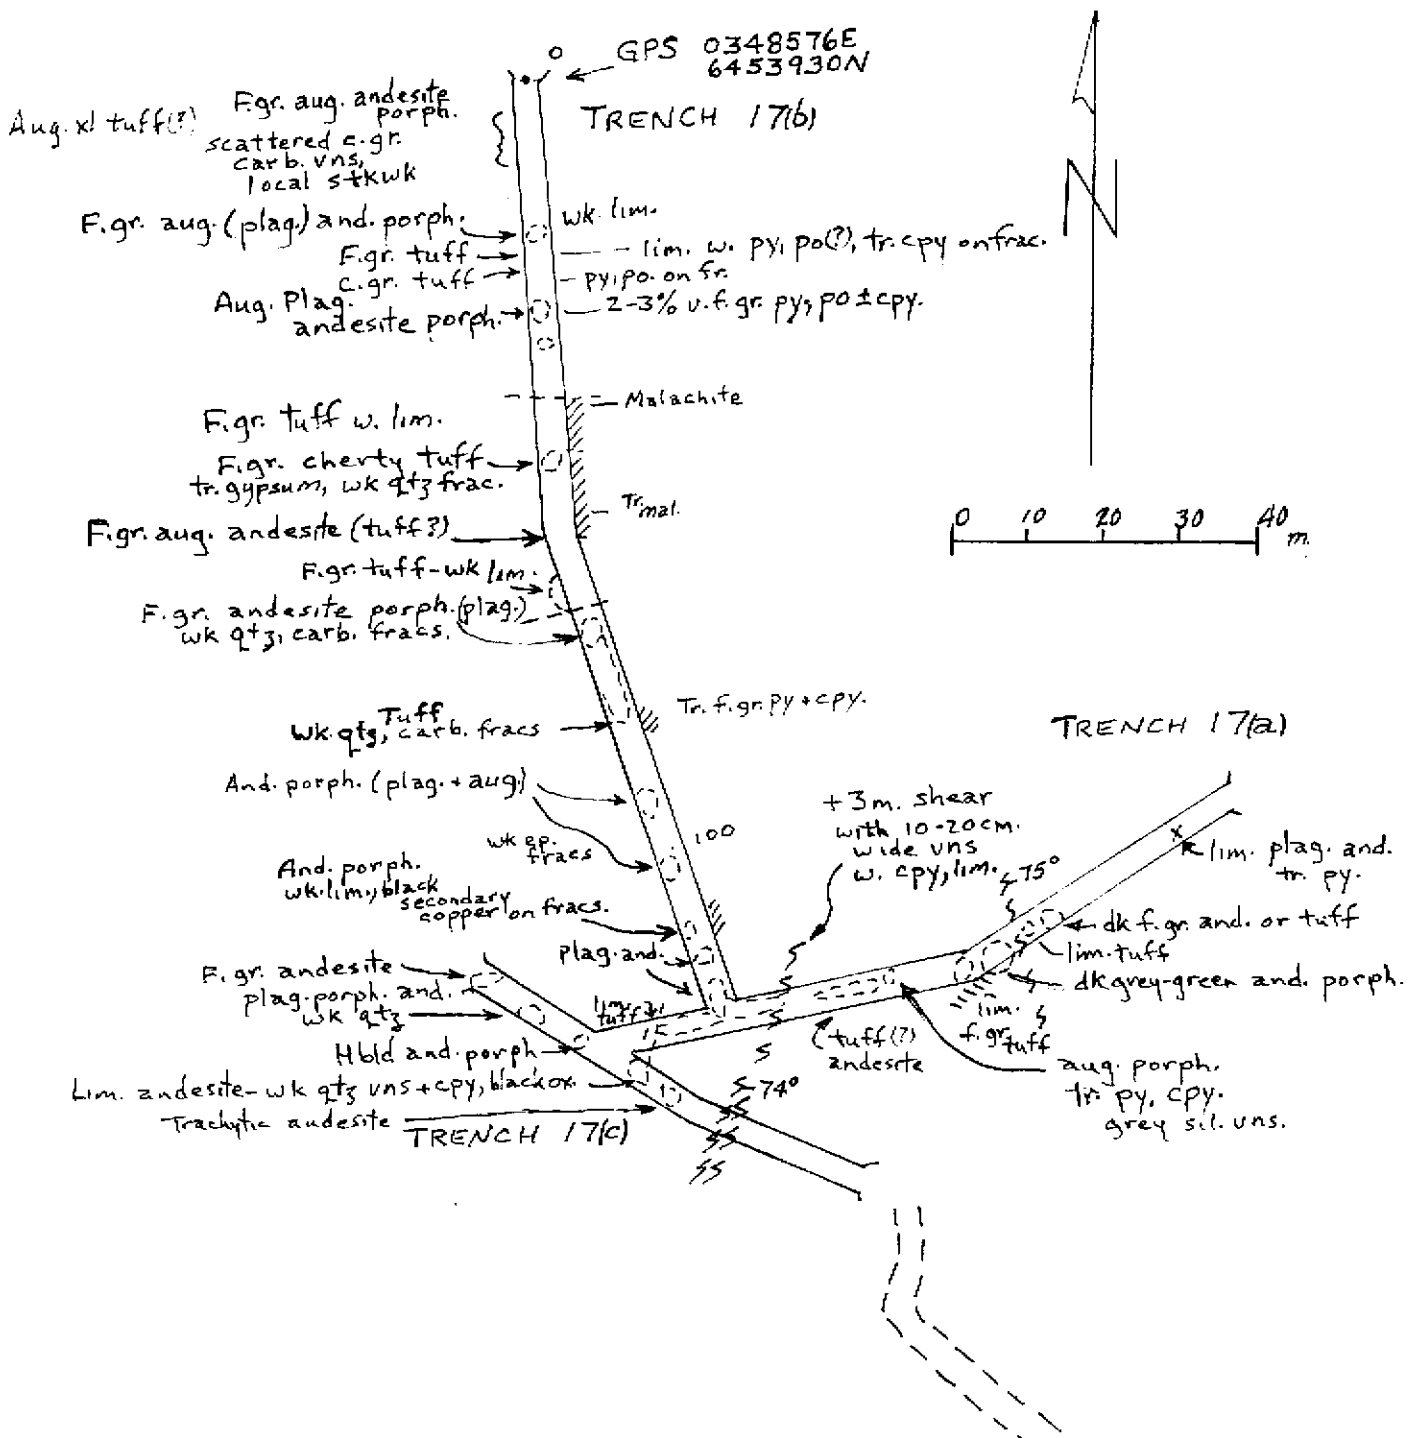 O
GPS 0348576E
6453930N
TRENCH 17(b)
Aug. xl tuff(?)
F.gr. aug. andesite
porph.
scattered c.gr.
carb. vns,
local stkwk
F.gr. aug. (plag.) and. porph.
wk. lim.
F.gr. tuff
lim. w. py, po(?), tr. cpy on frac.
c.gr. tuff
py, po. on fr.
Aug. Plag.
andesite porph.
2-3% v.f.gr. py, po ± cpy.
N
Malachite
F.gr. tuff w. lim.
F.gr. cherty tuff
tr. gypsum, wk qtz frac.
Tr. mal.
F.gr. aug. andesite (tuff?)
0 10 20 30 40
m.
F.gr. tuff - wk lim.
F.gr. andesite porph. (plag.)
wk qtz, carb. fracs.
Tuff
wk. qtz, carb. fracs
Tr. f.gr. py + cpy.
TRENCH 17(a)
And. porph. (plag. + aug)
100
wk ep.
fracs
+3m. shear
with 10-20cm.
wide vns
w. cpy, lim.
75°
lim. plag. and.
tr. py.
And. porph.
wk. lim., black
secondary
copper on fracs.
plag. and.
dk f.gr. and. or tuff
lim. tuff
dk grey-green and. porph.
F.gr. andesite
plag. porph. and.
wk qtz
lim.
tuff
Hbld and. porph
tuff(?)
andesite
lim.
f.gr.
tuff
aug. porph.
tr. py, cpy.
grey sil. vns.
Lim. andesite - wk qtz vns + cpy, black ox.
74°
Trachytic andesite
TRENCH 17(c)